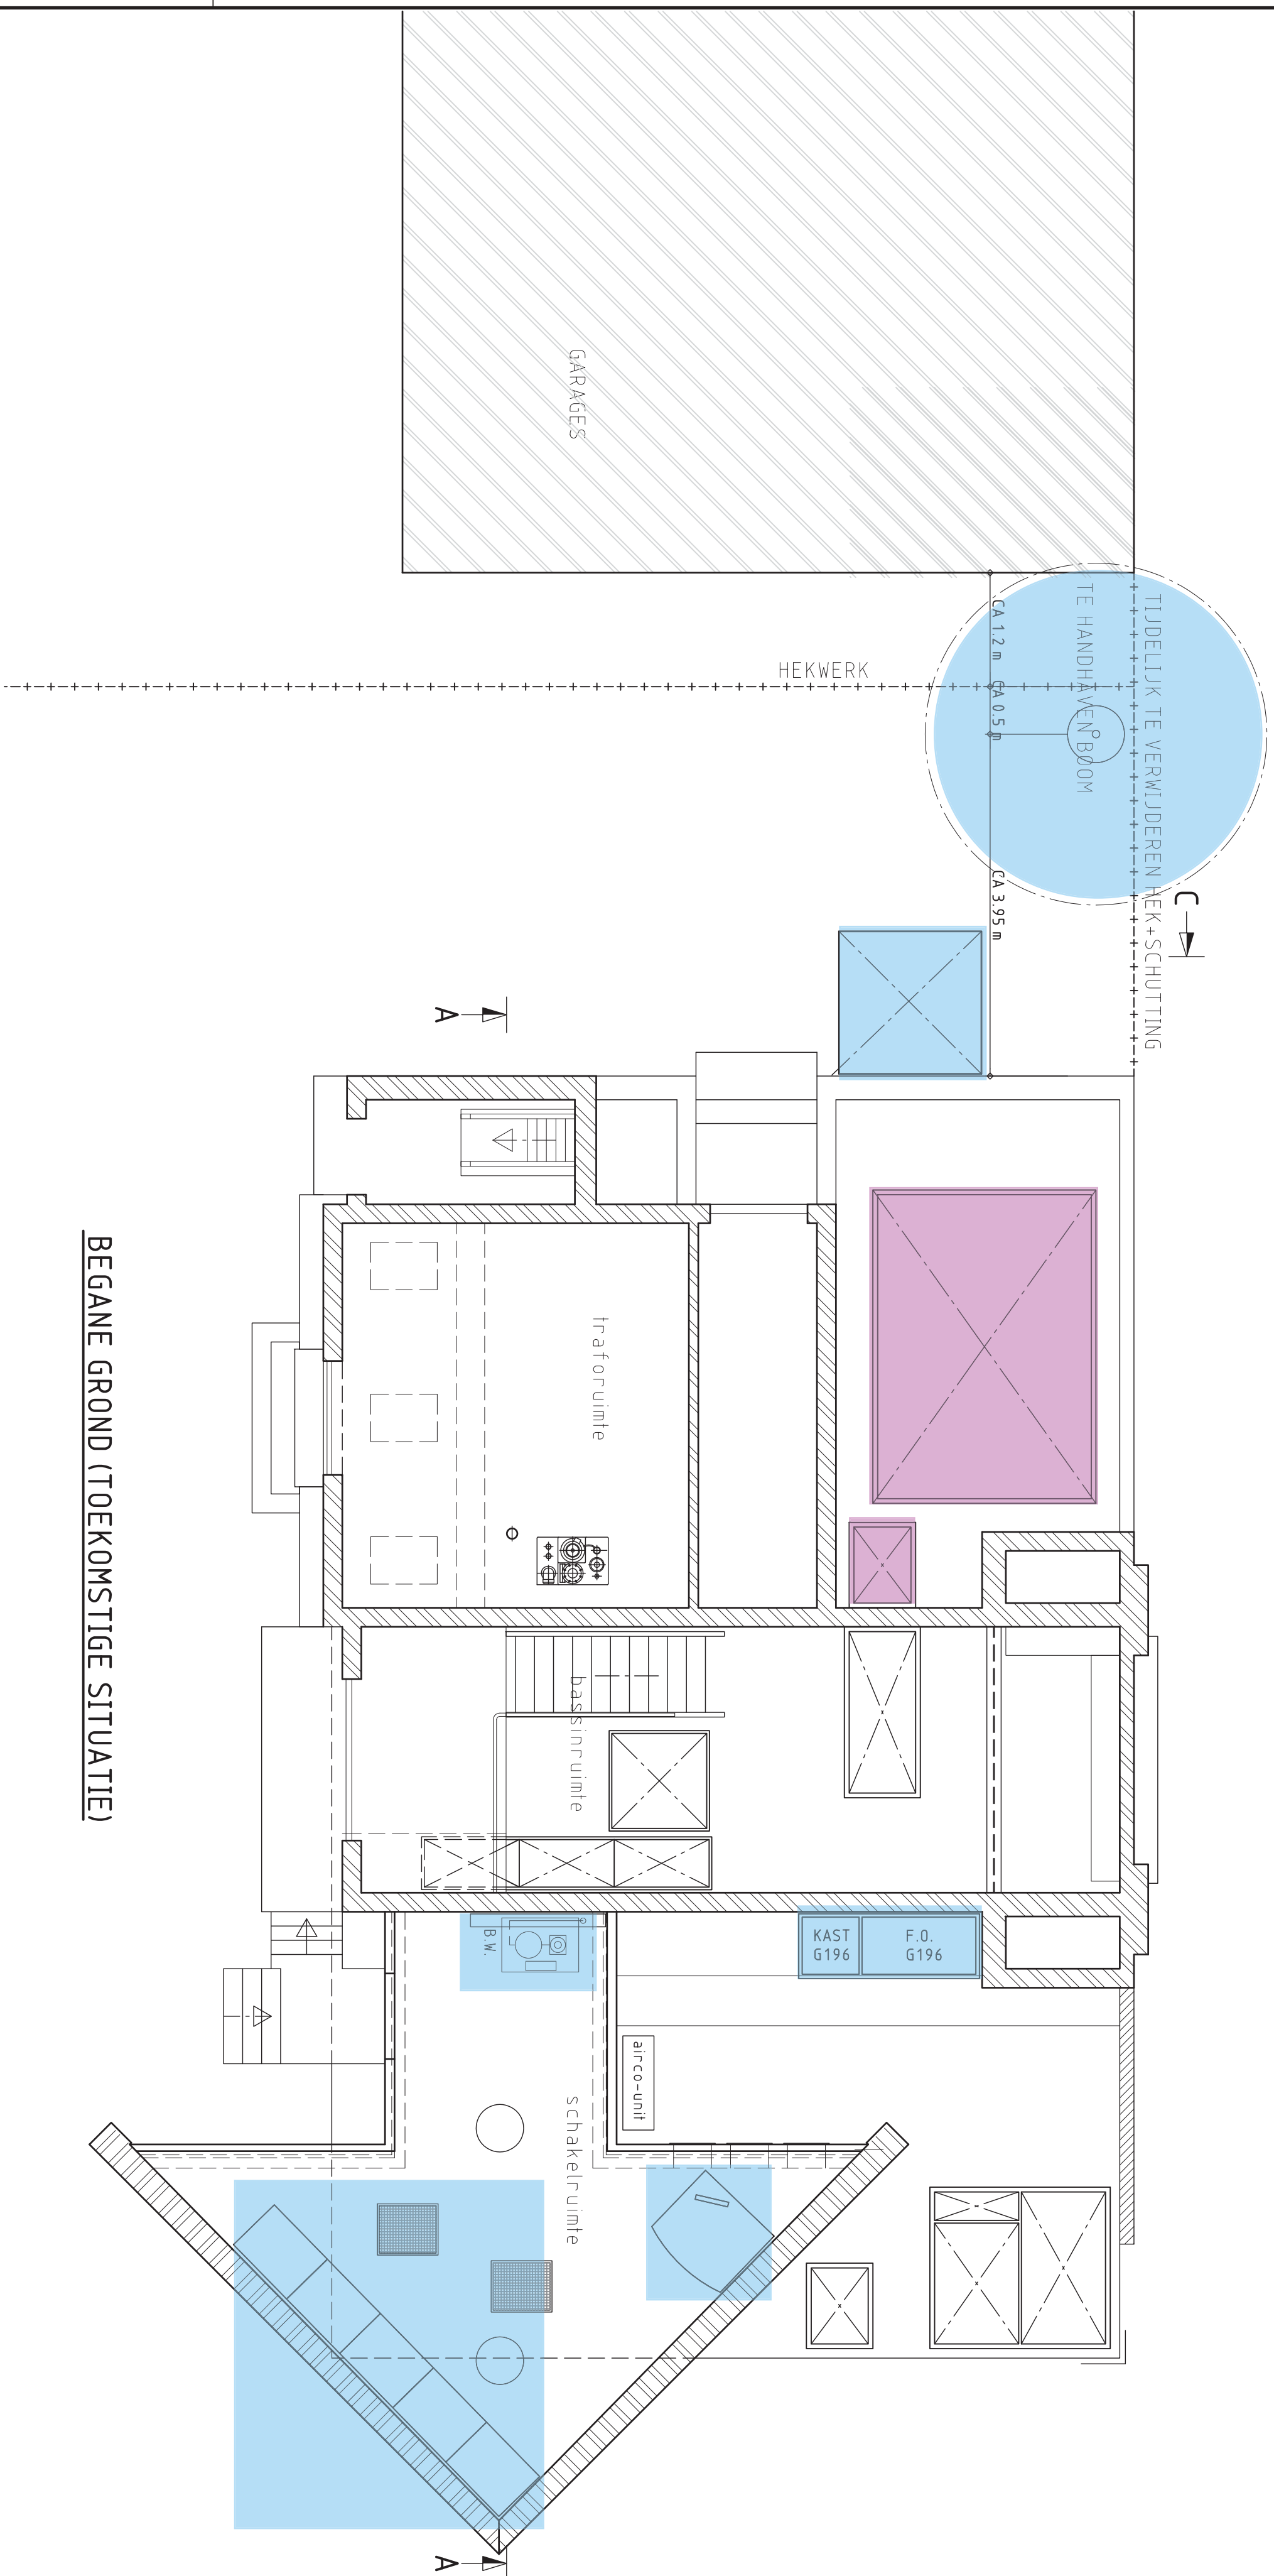 GARAGES
HEKWERK
CA 1.2 m
CA 0.5 m
CA 3.95 m
TE HANDHAVEN BOOM
TIJDELIJK TE VERWIJDEREN HEK+SCHUTTING
C
A
traforuimte
bassinruimte
BEGANE GROND (TOEKOMSTIGE SITUATIE)
B.W.
KAST
G196
F.O.
G196
airco-unit
schakelruimte
A